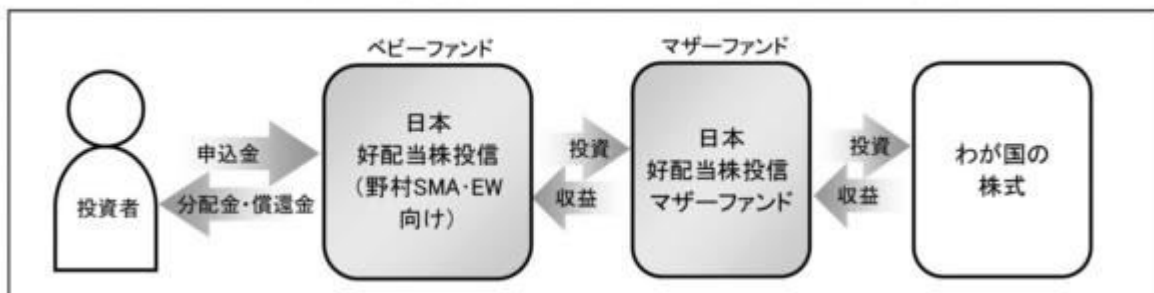 ベビーファンド
マザーファンド
投資者
申込金
分配金・償還金
日本
好配当株投信
(野村SMA・EW
向け)
投資
収益
日本
好配当株投信
マザーファンド
投資
収益
わが国の
株式